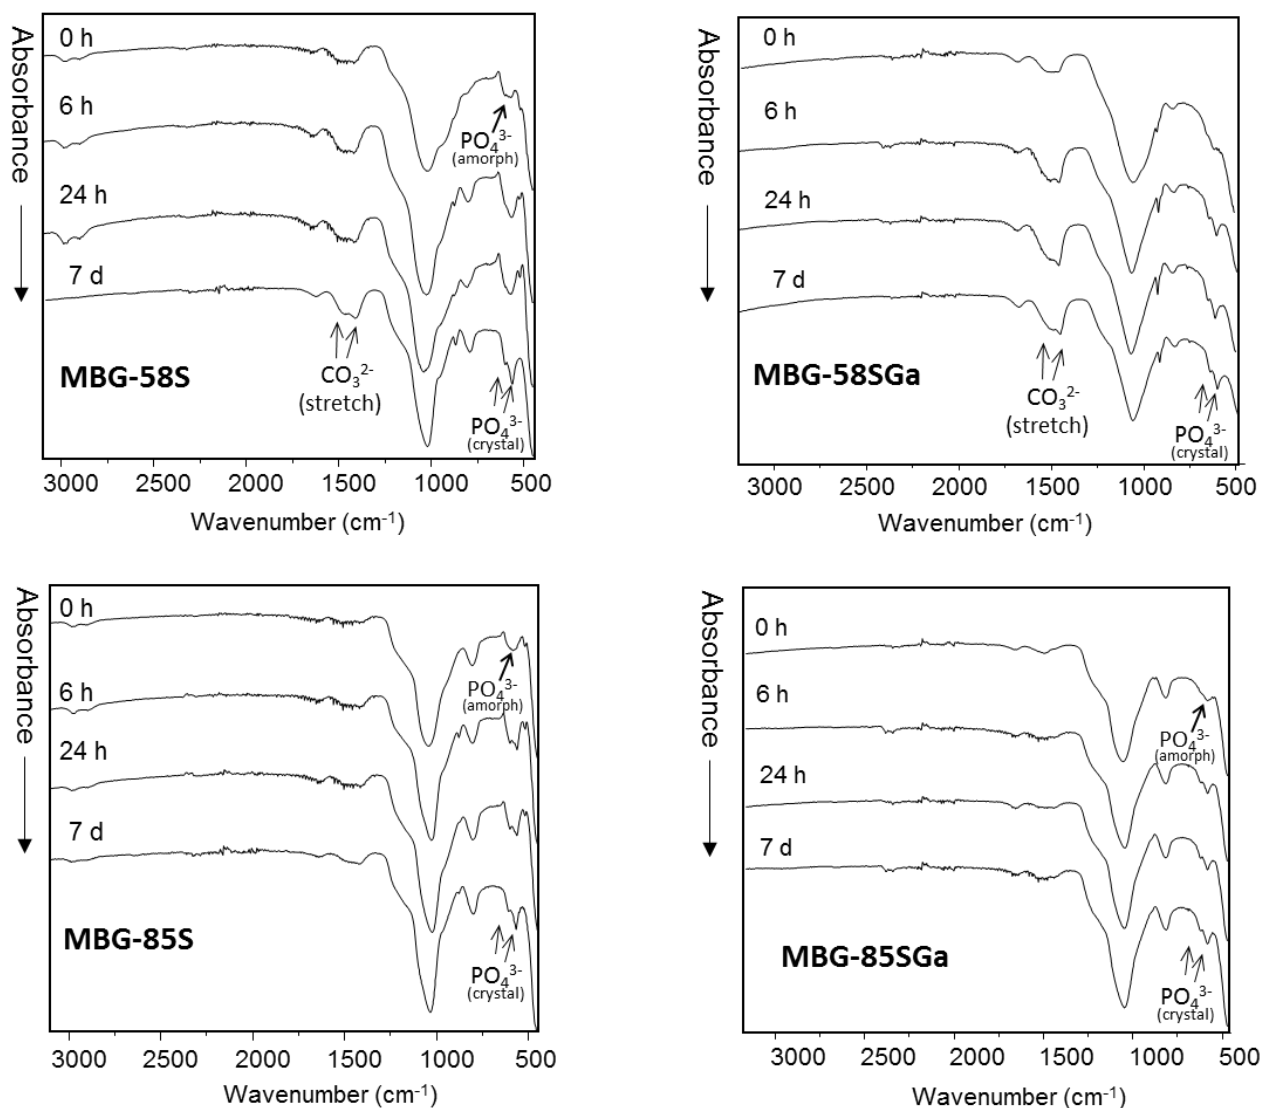 Absorbance
0 h
6 h
24 h
7 d
PO₄³⁻
(amorph)
CO₃²⁻
(stretch)
PO₄³⁻
(crystal)
MBG-58S
3000 2500 2000 1500 1000 500
Wavenumber (cm⁻¹)
Absorbance
0 h
6 h
24 h
7 d
CO₃²⁻
(stretch)
PO₄³⁻
(crystal)
MBG-58SGa
3000 2500 2000 1500 1000 500
Wavenumber (cm⁻¹)
Absorbance
0 h
6 h
24 h
7 d
PO₄³⁻
(amorph)
MBG-85S
PO₄³⁻
(crystal)
3000 2500 2000 1500 1000 500
Wavenumber (cm⁻¹)
Absorbance
0 h
6 h
24 h
7 d
PO₄³⁻
(amorph)
MBG-85SGa
PO₄³⁻
(crystal)
3000 2500 2000 1500 1000 500
Wavenumber (cm⁻¹)